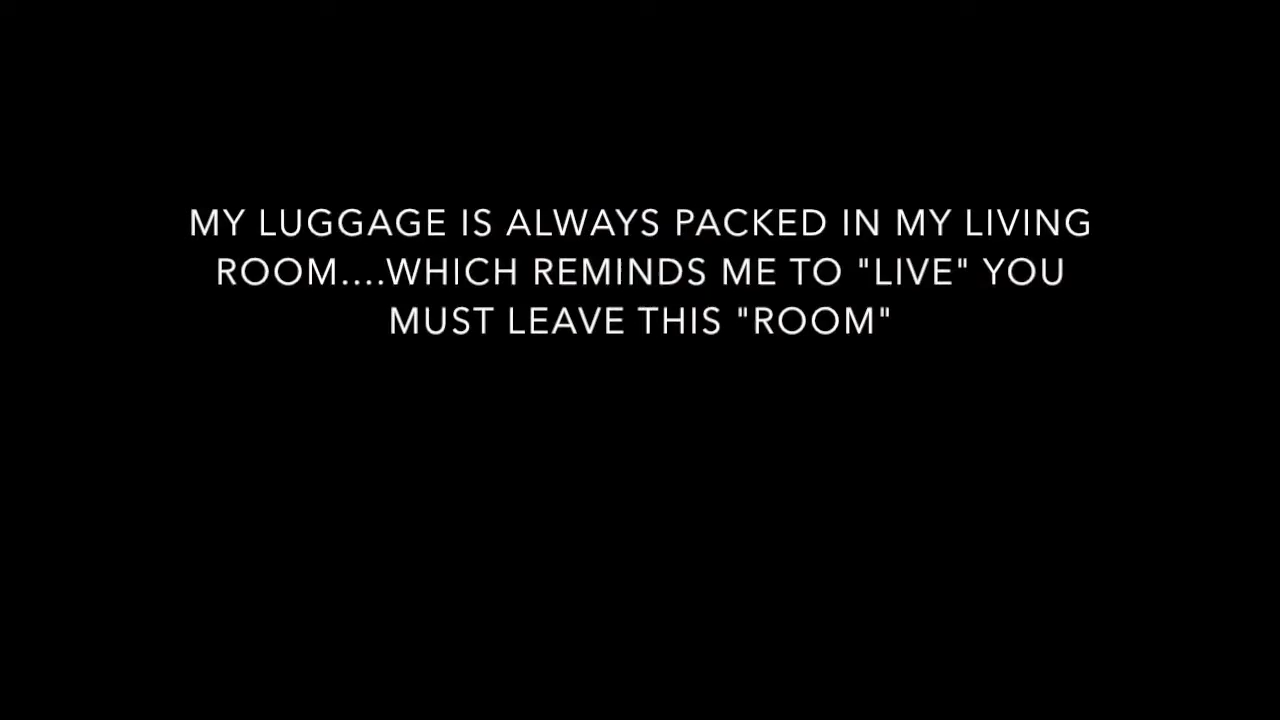 MY LUGGAGE IS ALWAYS PACKED IN MY LIVING
ROOM....WHICH REMINDS ME TO "LIVE" YOU
MUST LEAVE THIS "ROOM"